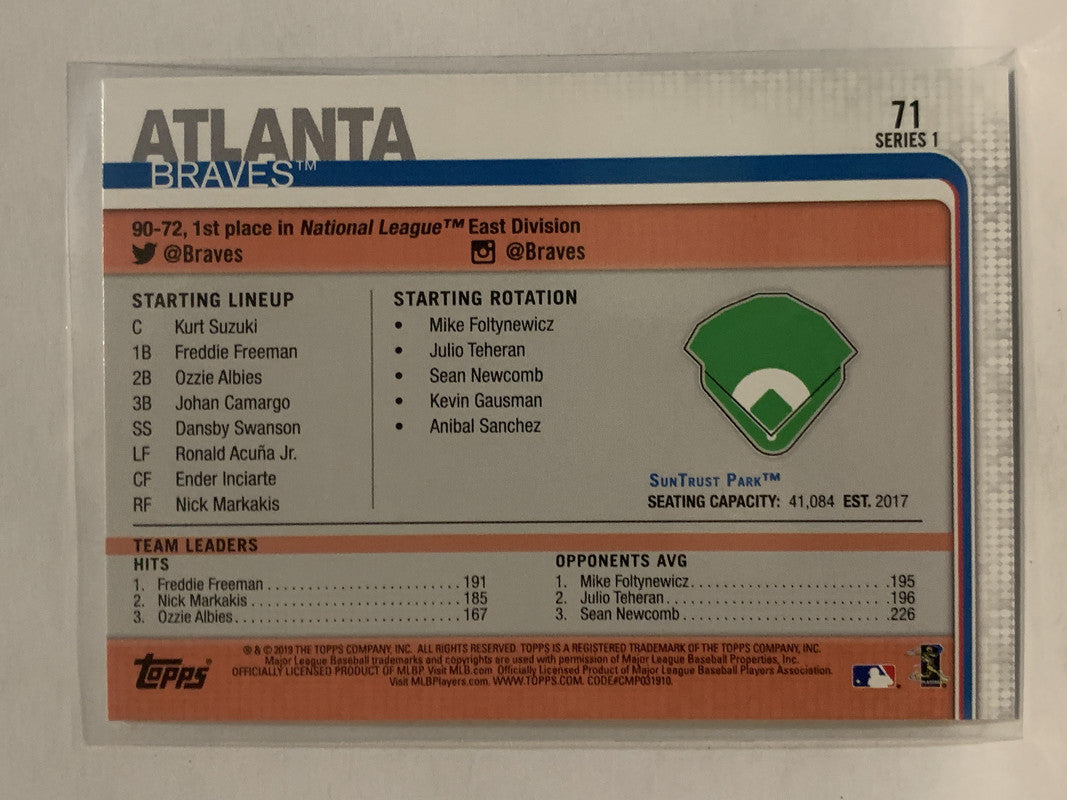 ATLANTA
BRAVES™
71
SERIES 1
90-72, 1st place in National League™ East Division
@Braves @Braves
STARTING LINEUP
C Kurt Suzuki
1B Freddie Freeman
2B Ozzie Albies
3B Johan Camargo
SS Dansby Swanson
LF Ronald Acuña Jr.
CF Ender Inciarte
RF Nick Markakis
STARTING ROTATION
• Mike Foltynewicz
• Julio Teheran
• Sean Newcomb
• Kevin Gausman
• Anibal Sanchez
SunTrust Park™
SEATING CAPACITY: 41,084 EST. 2017
TEAM LEADERS
HITS
1. Freddie Freeman 191
2. Nick Markakis 185
3. Ozzie Albies 167
OPPONENTS AVG
1. Mike Foltynewicz .195
2. Julio Teheran .196
3. Sean Newcomb .226
Topps®
® & © 2019 THE TOPPS COMPANY, INC. ALL RIGHTS RESERVED. TOPPS IS A REGISTERED TRADEMARK OF THE TOPPS COMPANY, INC.
Major League Baseball trademarks and copyrights are used with permission of Major League Baseball Properties, Inc.
OFFICIALLY LICENSED PRODUCT OF MLBP Visit MLB.com Officially Licensed Product of Major League Baseball Players Association.
Visit MLBPlayers.com. WWW.TOPPS.COM. CODE#CMP031910.